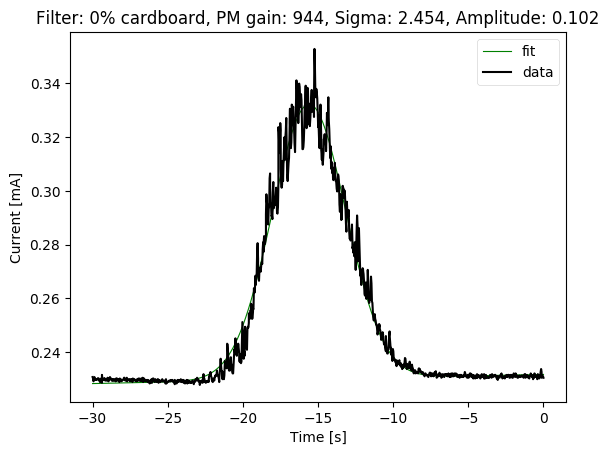 Filter: 0% cardboard, PM gain: 944, Sigma: 2.454, Amplitude: 0.102
fit
data
0.34
0.32
0.30
0.28
0.26
0.24
Current [mA]
−30
−25
−20
−15
−10
−5
0
Time [s]